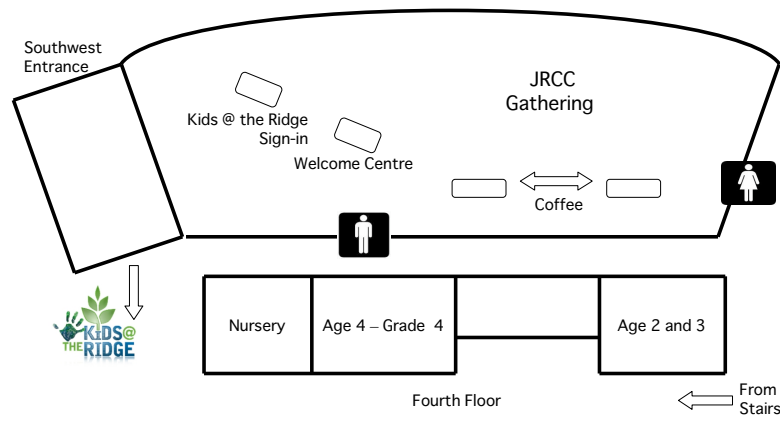 Southwest
Entrance
JRCC
Gathering
Kids @ the Ridge
Sign-in
Welcome Centre
Coffee
KiDS@
THE RIDGE
Nursery
Age 4 – Grade 4
Age 2 and 3
Fourth Floor
From
Stairs